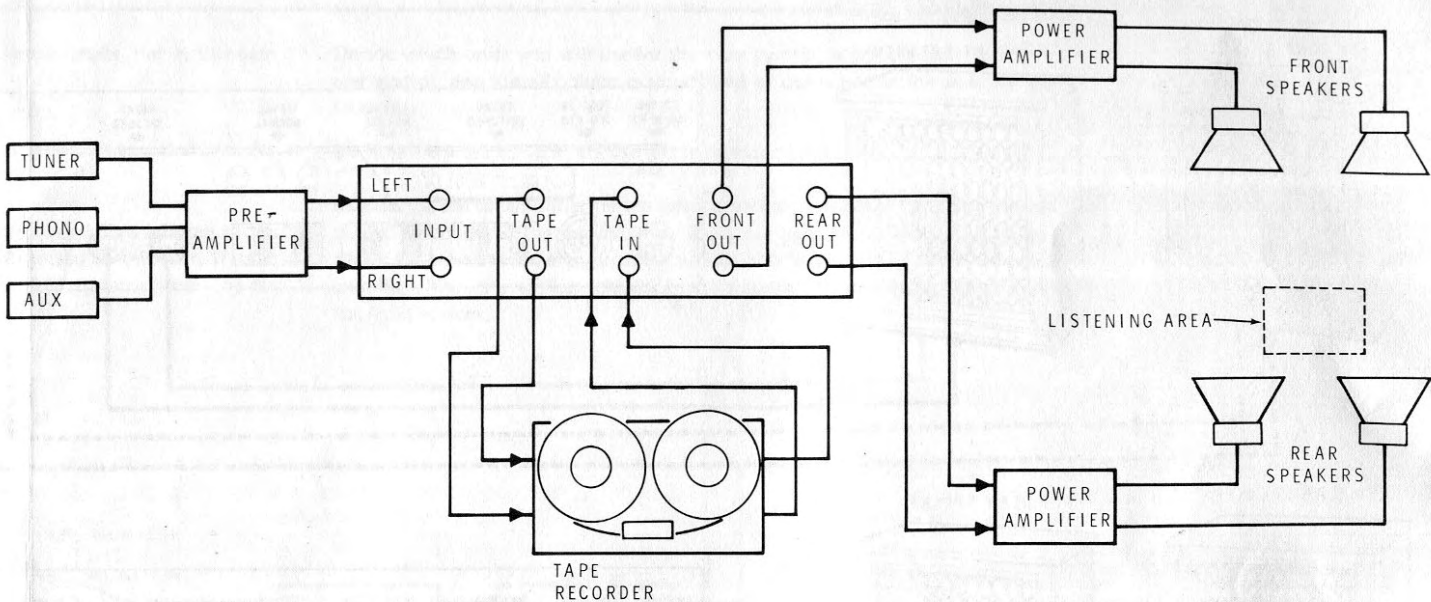 TUNER
PHONO
AUX
PRE-
AMPLIFIER
LEFT
INPUT
RIGHT
TAPE
OUT
TAPE
IN
FRONT
OUT
REAR
OUT
POWER
AMPLIFIER
FRONT
SPEAKERS
LISTENING AREA
REAR
SPEAKERS
POWER
AMPLIFIER
TAPE
RECORDER